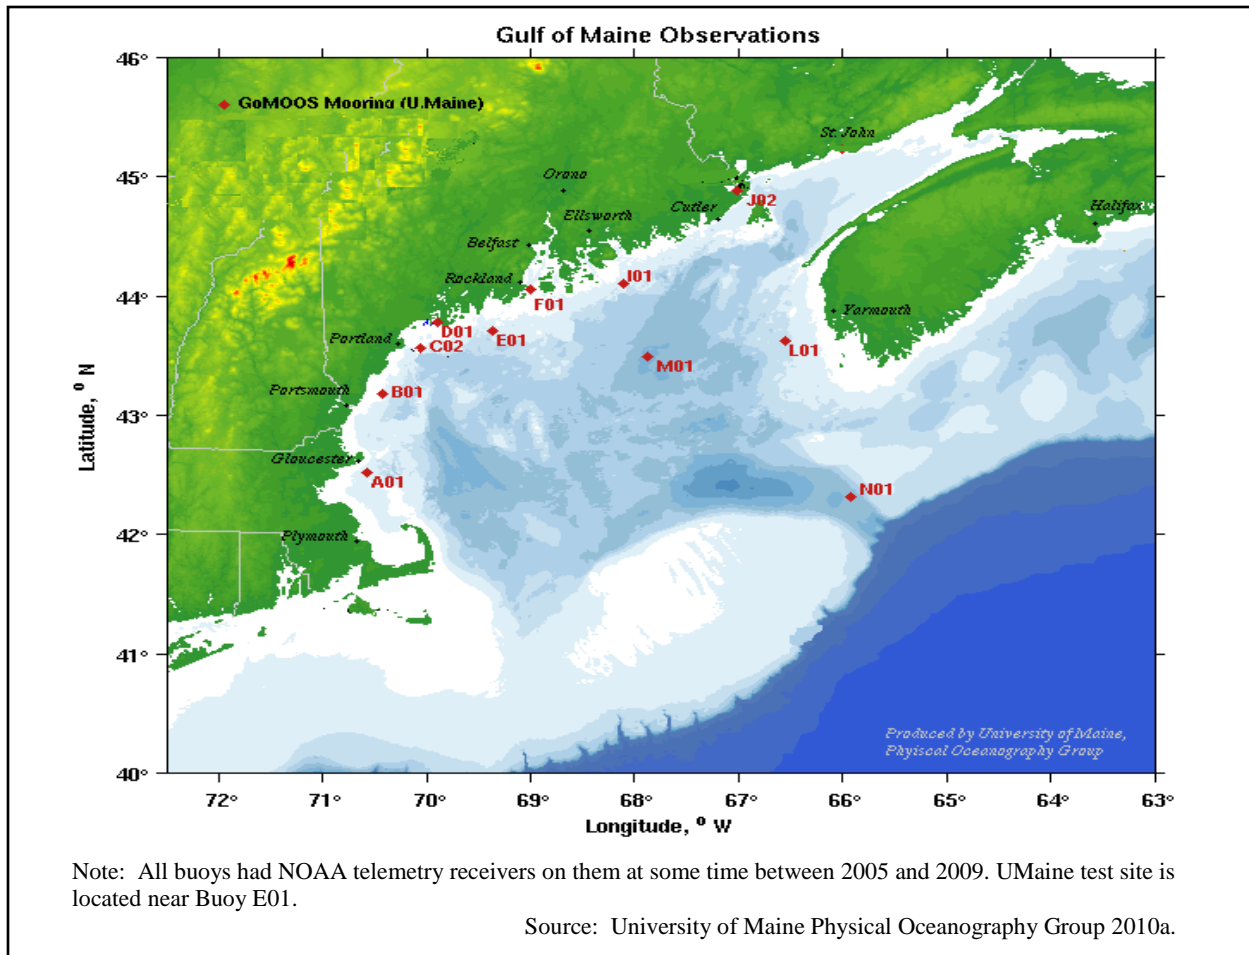 Gulf of Maine Observations
46°
GoMOOS Mooring (U.Maine)
St. John
45°
Orono
J02
Cutler
Halifax
Ellsworth
Belfast
Rockland
I01
44°
F01
Yarmouth
D01
Portland
C02
E01
L01
M01
Portsmouth
B01
43°
Gloucester
A01
N01
42°
Plymouth
41°
Produced by University of Maine,
Phyiscal Oceanography Group
40°
72° 71° 70° 69° 68° 67° 66° 65° 64° 63°
Latitude, ° N
Longitude, ° W
Note: All buoys had NOAA telemetry receivers on them at some time between 2005 and 2009. UMaine test site is
located near Buoy E01.
Source: University of Maine Physical Oceanography Group 2010a.